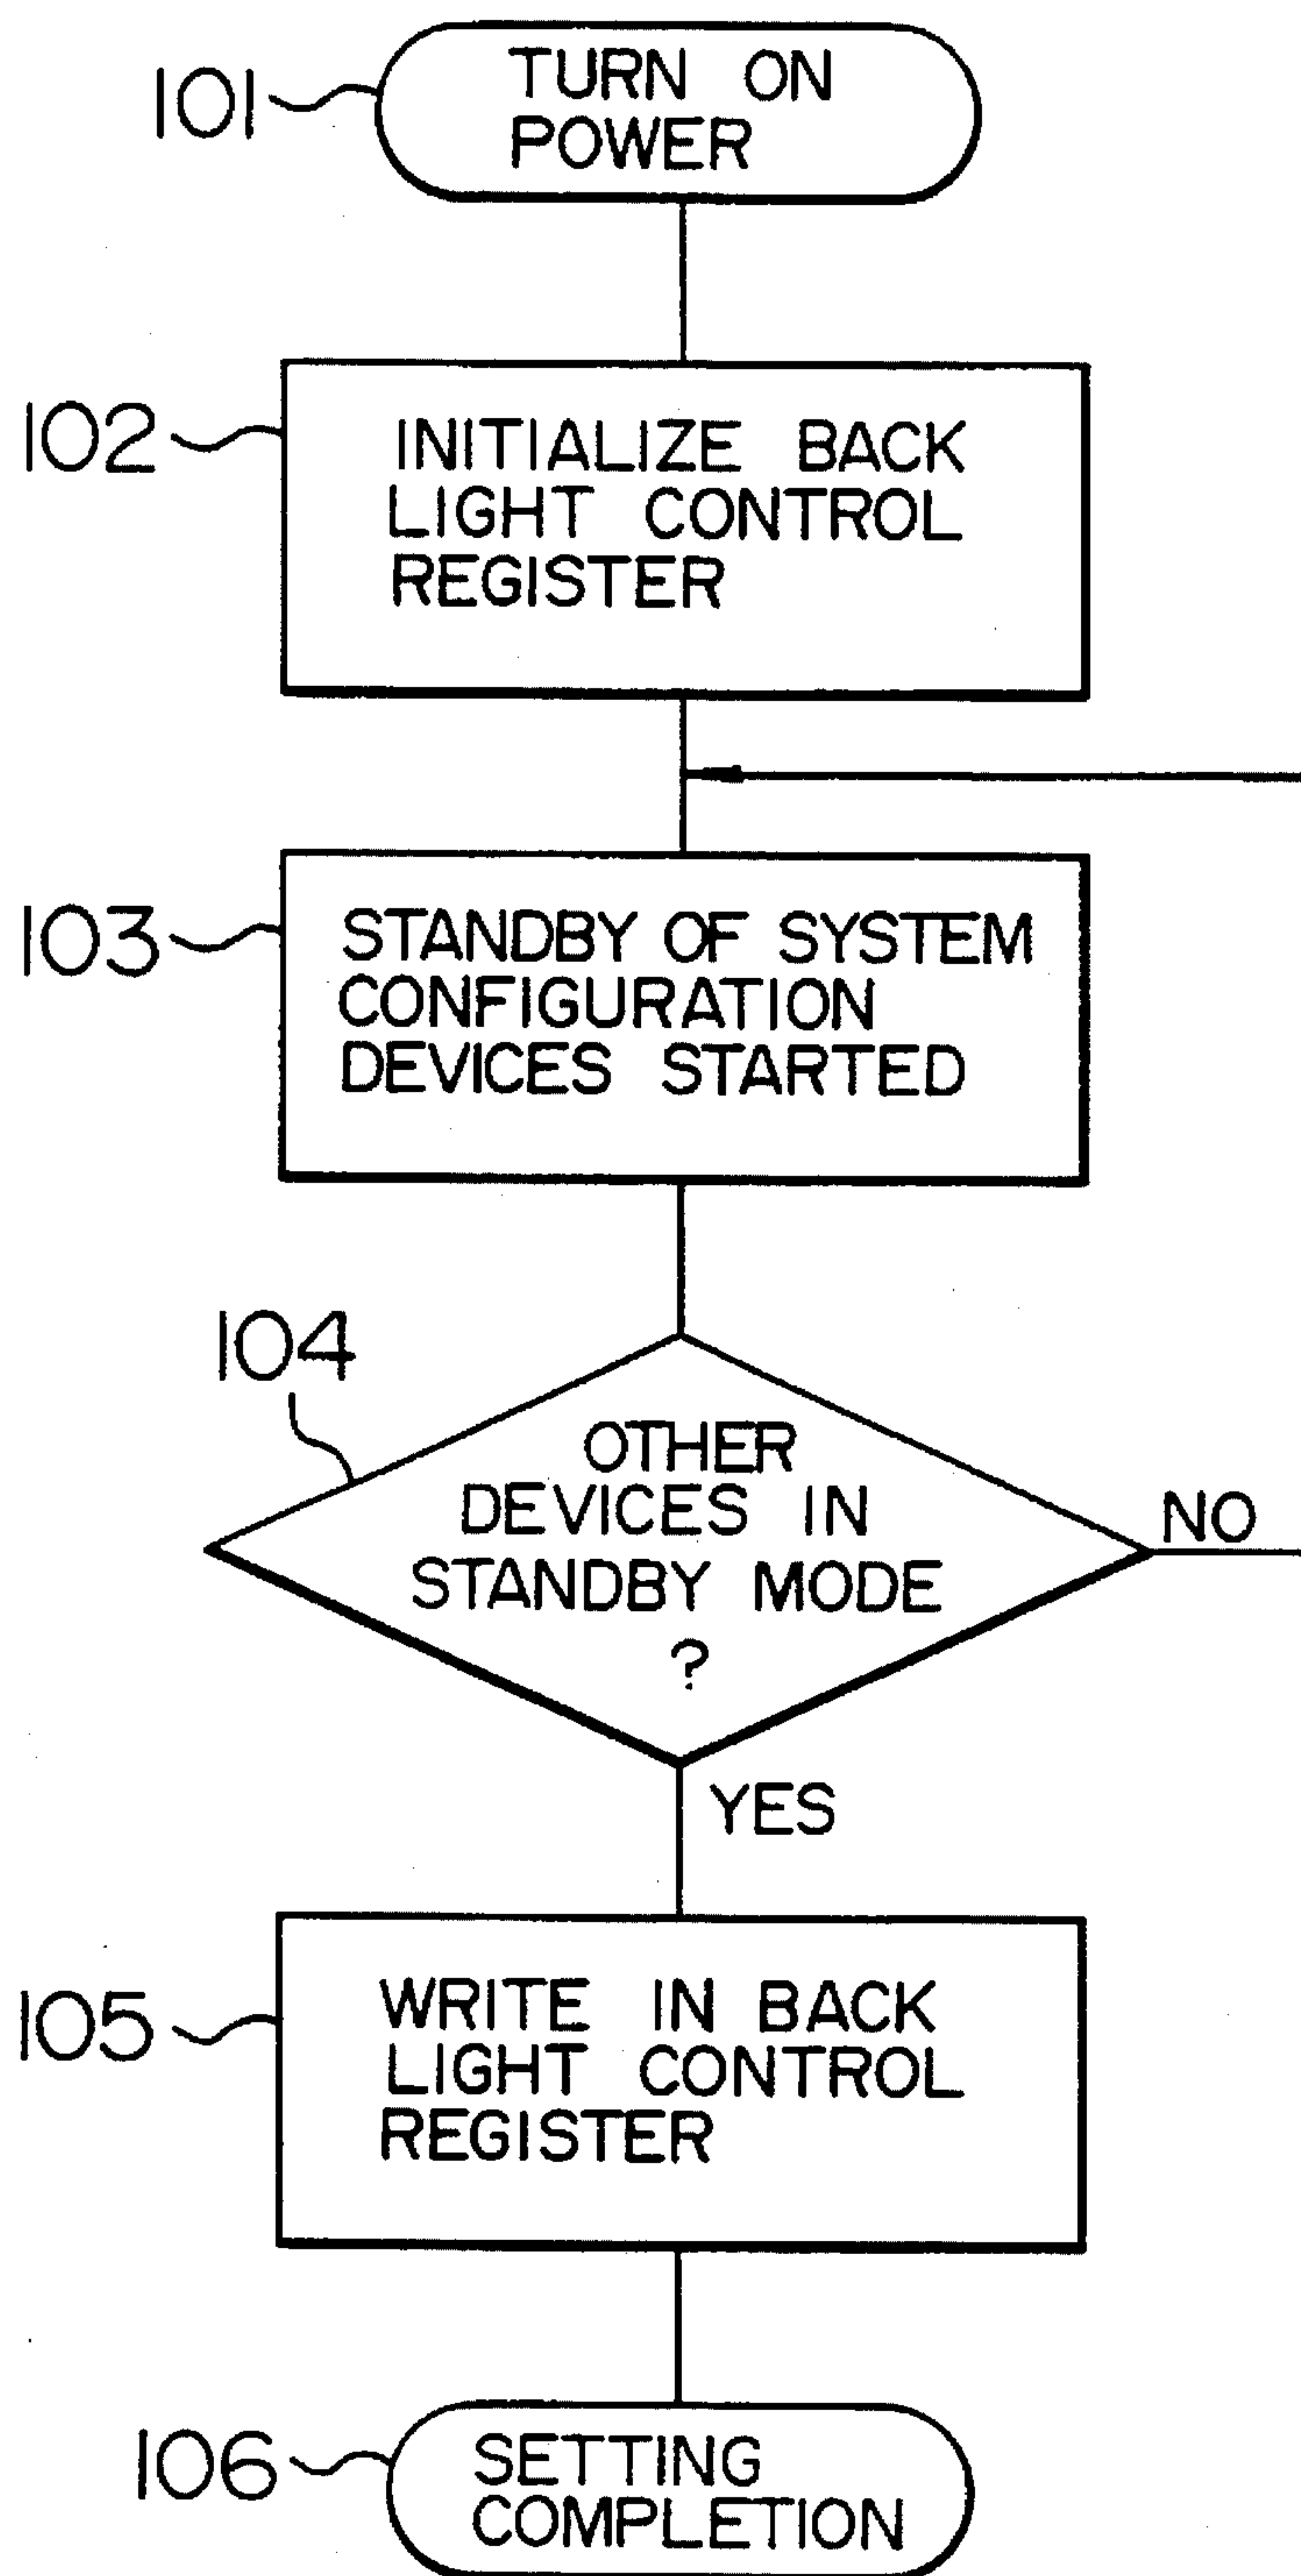 101
TURN ON
POWER
102
INITIALIZE BACK
LIGHT CONTROL
REGISTER
103
STANDBY OF SYSTEM
CONFIGURATION
DEVICES STARTED
104
OTHER
DEVICES IN
STANDBY MODE
?
NO
YES
105
WRITE IN BACK
LIGHT CONTROL
REGISTER
106
SETTING
COMPLETION